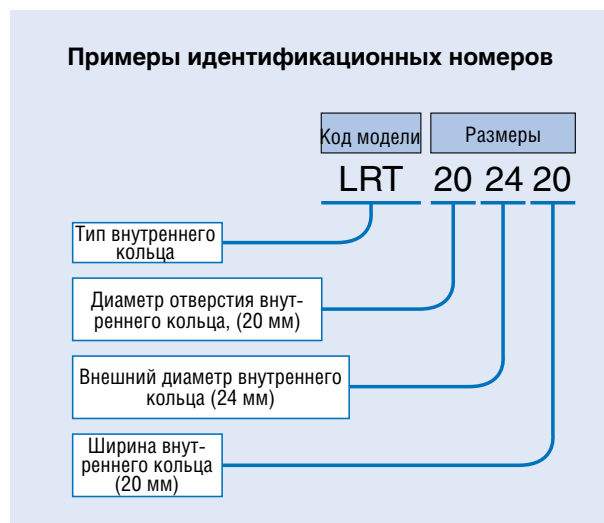 Примеры идентификационных номеров
Код модели Размеры
LRT 20 24 20
Тип внутреннего
кольца
Диаметр отверстия внут-
реннего кольца, (20 мм)
Внешний диаметр внутреннего
кольца (24 мм)
Ширина внут-
реннего кольца
(20 мм)